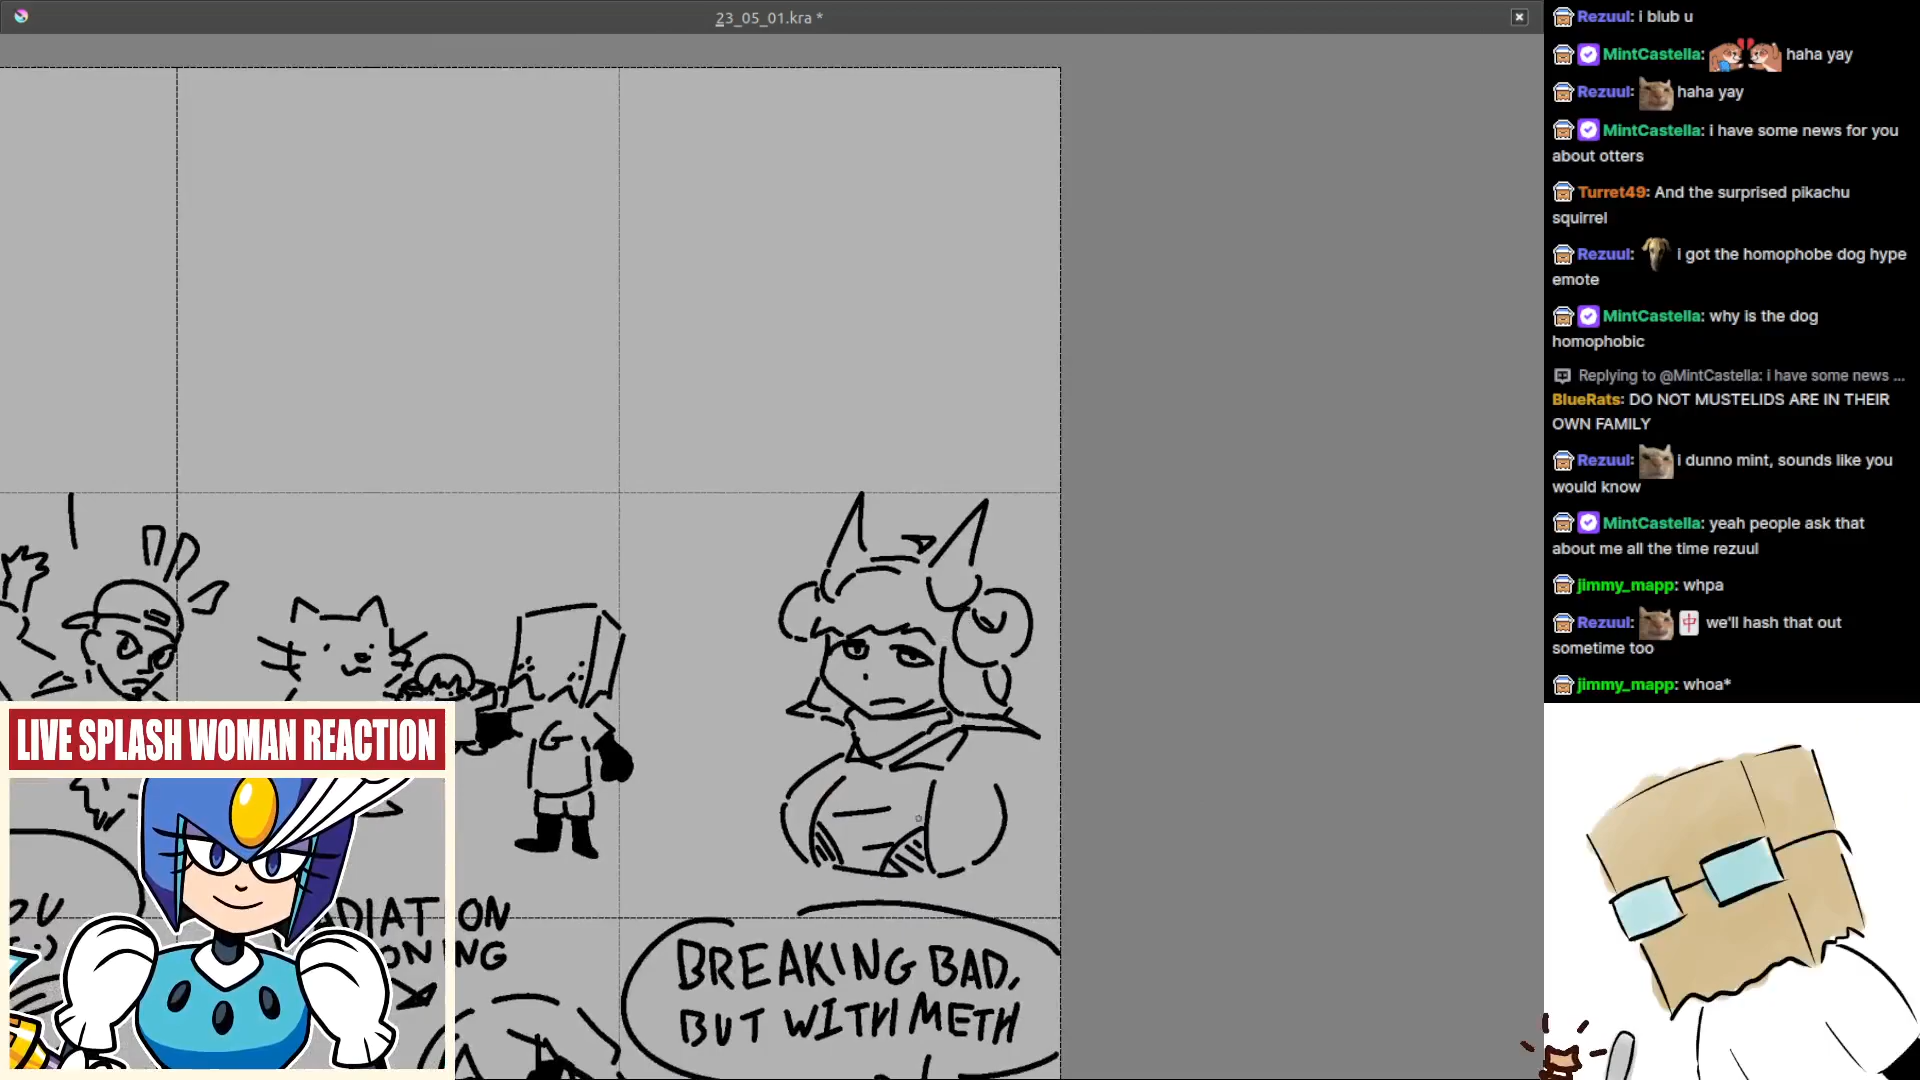 23_05_01.kra *
Rezuul: i blub u
MintCastella: haha yay
Rezuul: haha yay
MintCastella: i have some news for you
about otters
Turret49: And the surprised pikachu
squirrel
Rezuul: i got the homophobe dog hype
emote
MintCastella: why is the dog
homophobic
Replying to @MintCastella: i have some news ...
BlueRats: DO NOT MUSTELIDS ARE IN THEIR
OWN FAMILY
Rezuul: i dunno mint, sounds like you
would know
MintCastella: yeah people ask that
about me all the time rezuul
jimmy_mapp: whpa
Rezuul: 中 we'll hash that out
sometime too
jimmy_mapp: whoa*
G
LIVE SPLASH WOMAN REACTION
BREAKING BAD,
BUT WITH METH